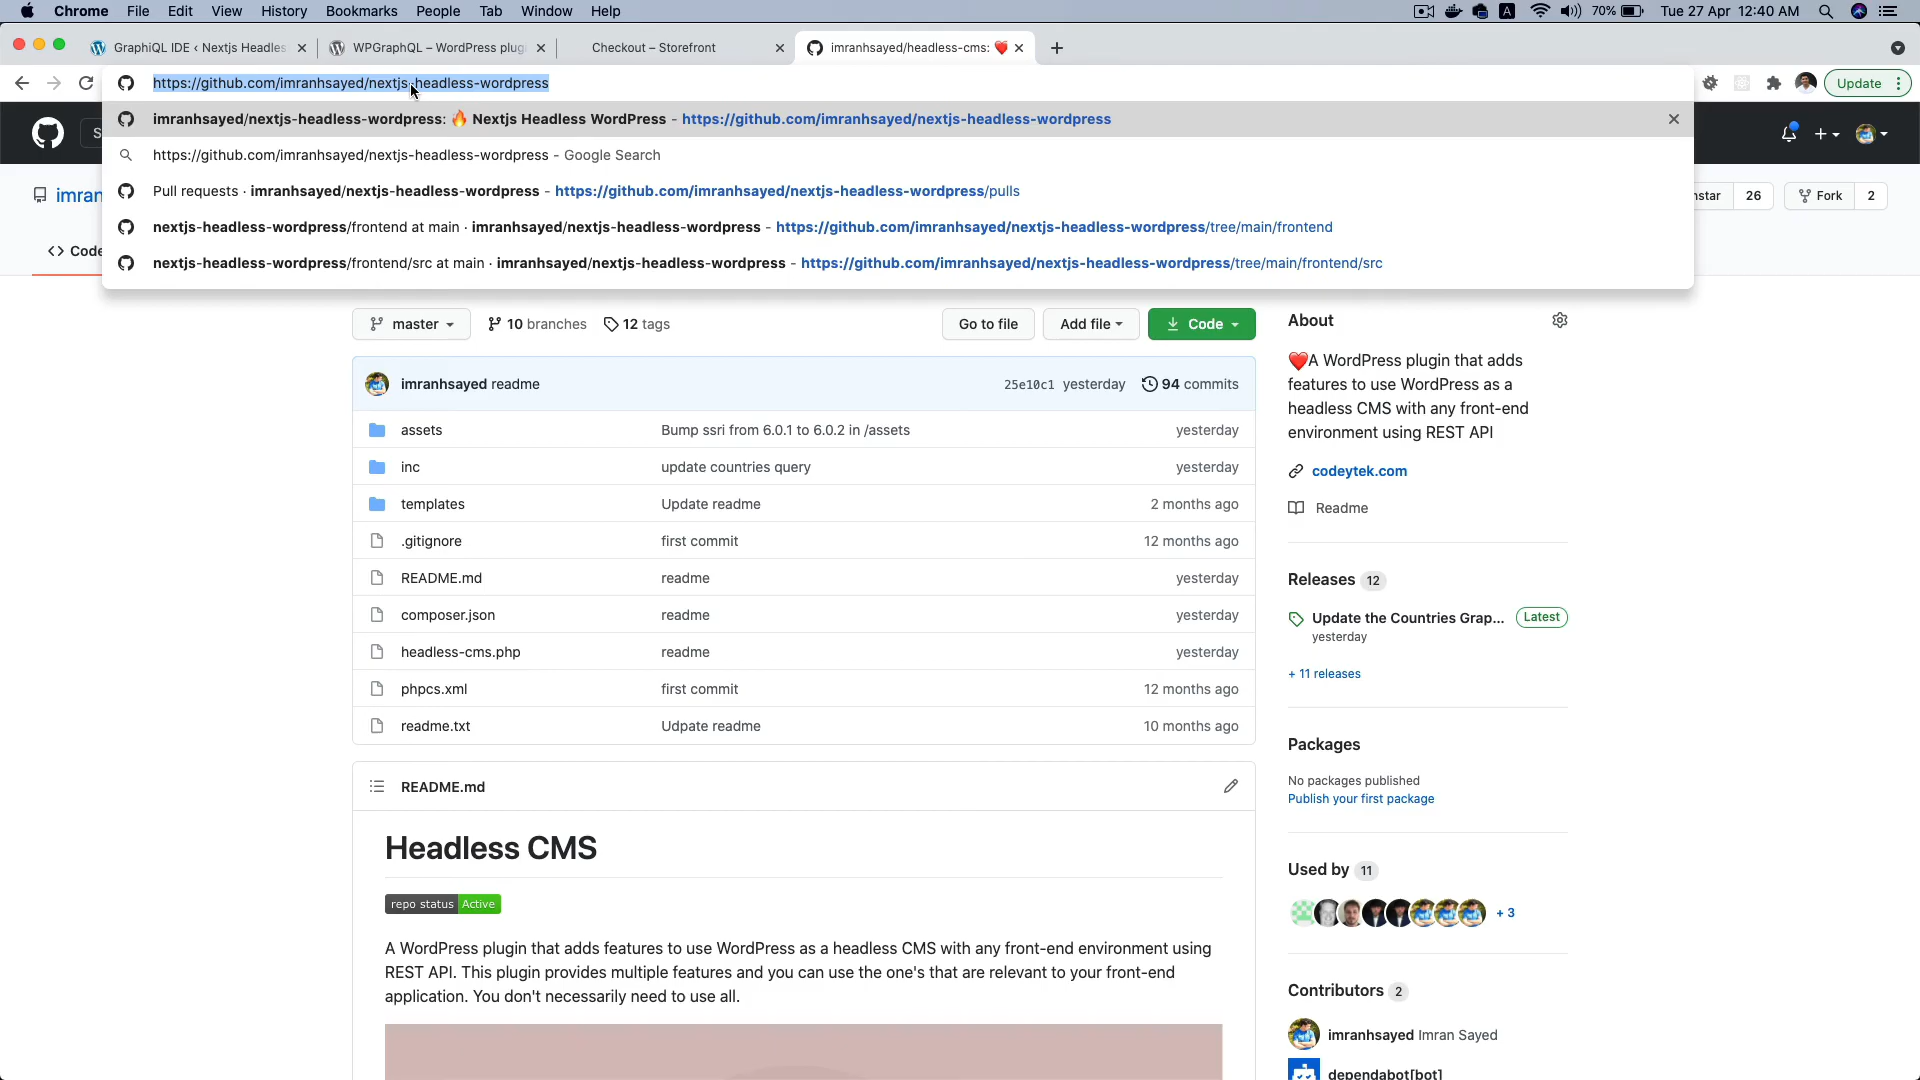 Chrome File Edit View History Bookmarks People Tab Window Help
A 70% Tue 27 Apr 12:40 AM
GraphiQL IDE ‹ Nextjs Headles
WPGraphQL – WordPress plug
Checkout – Storefront
imranhsayed/headless-cms: ❤️
https://github.com/imranhsayed/nextjs-headless-wordpress
Update
imranhsayed/nextjs-headless-wordpress: 🔥 Nextjs Headless WordPress - https://github.com/imranhsayed/nextjs-headless-wordpress
https://github.com/imranhsayed/nextjs-headless-wordpress - Google Search
Pull requests · imranhsayed/nextjs-headless-wordpress - https://github.com/imranhsayed/nextjs-headless-wordpress/pulls
nextjs-headless-wordpress/frontend at main · imranhsayed/nextjs-headless-wordpress - https://github.com/imranhsayed/nextjs-headless-wordpress/tree/main/frontend
nextjs-headless-wordpress/frontend/src at main · imranhsayed/nextjs-headless-wordpress - https://github.com/imranhsayed/nextjs-headless-wordpress/tree/main/frontend/src
S
imran
nstar 26 Fork 2
<> Code
master 10 branches 12 tags Go to file Add file Code
imranhsayed readme 25e10c1 yesterday 94 commits
assets Bump ssri from 6.0.1 to 6.0.2 in /assets yesterday
inc update countries query yesterday
templates Update readme 2 months ago
.gitignore first commit 12 months ago
README.md readme yesterday
composer.json readme yesterday
headless-cms.php readme yesterday
phpcs.xml first commit 12 months ago
readme.txt Udpate readme 10 months ago
README.md
Headless CMS
repo status Active
A WordPress plugin that adds features to use WordPress as a headless CMS with any front-end environment using
REST API. This plugin provides multiple features and you can use the one's that are relevant to your front-end
application. You don't necessarily need to use all.
About
❤️A WordPress plugin that adds
features to use WordPress as a
headless CMS with any front-end
environment using REST API
codeytek.com
Readme
Releases 12
Update the Countries Grap... Latest
yesterday
+ 11 releases
Packages
No packages published
Publish your first package
Used by 11
+ 3
Contributors 2
imranhsayed Imran Sayed
dependabot[bot]